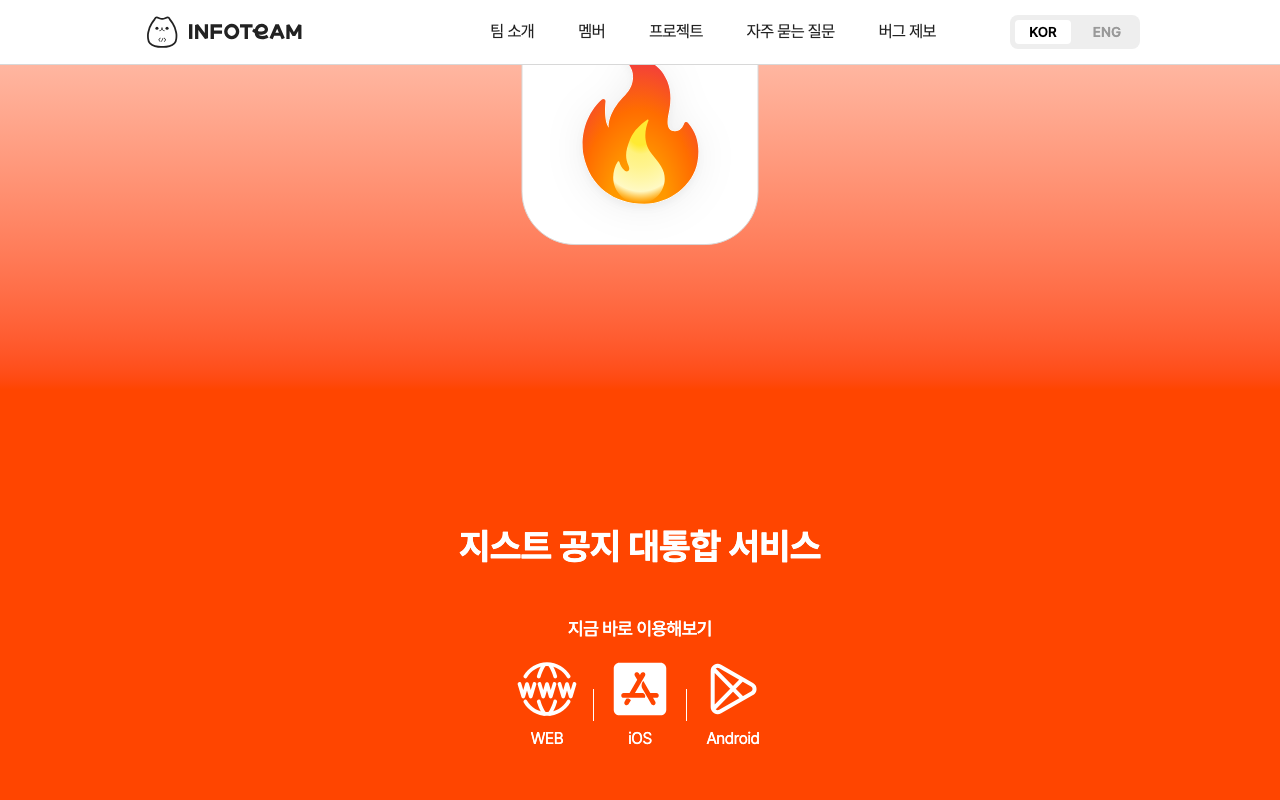 INFOTEAM
팀 소개
멤버
프로젝트
자주 묻는 질문
버그 제보
KOR
ENG
지스트 공지 대통합 서비스
지금 바로 이용해보기
WWW
WEB
iOS
Android